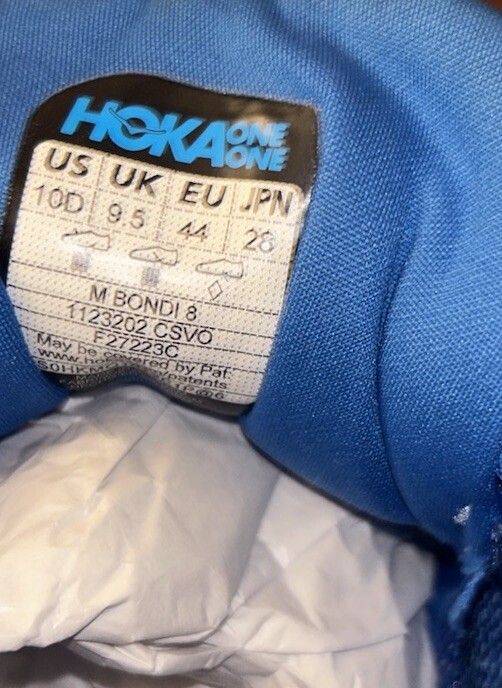 HOKA ONE ONE
US UK EU JPN
10D 9.5 44 28
M BONDI 8
1123202 CSVO
F27223C
May be covered by Pat.